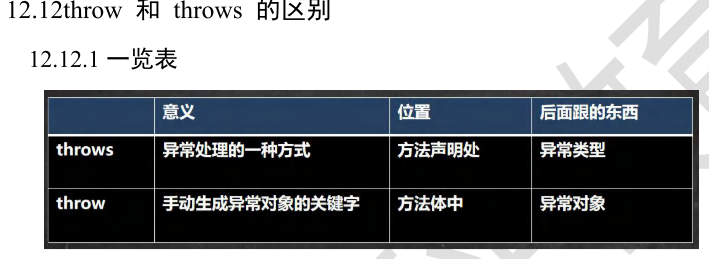 12.12throw 和 throws 的区别
12.12.1 一览表
意义 位置 后面跟的东西
throws 异常处理的一种方式 方法声明处 异常类型
throw 手动生成异常对象的关键字 方法体中 异常对象